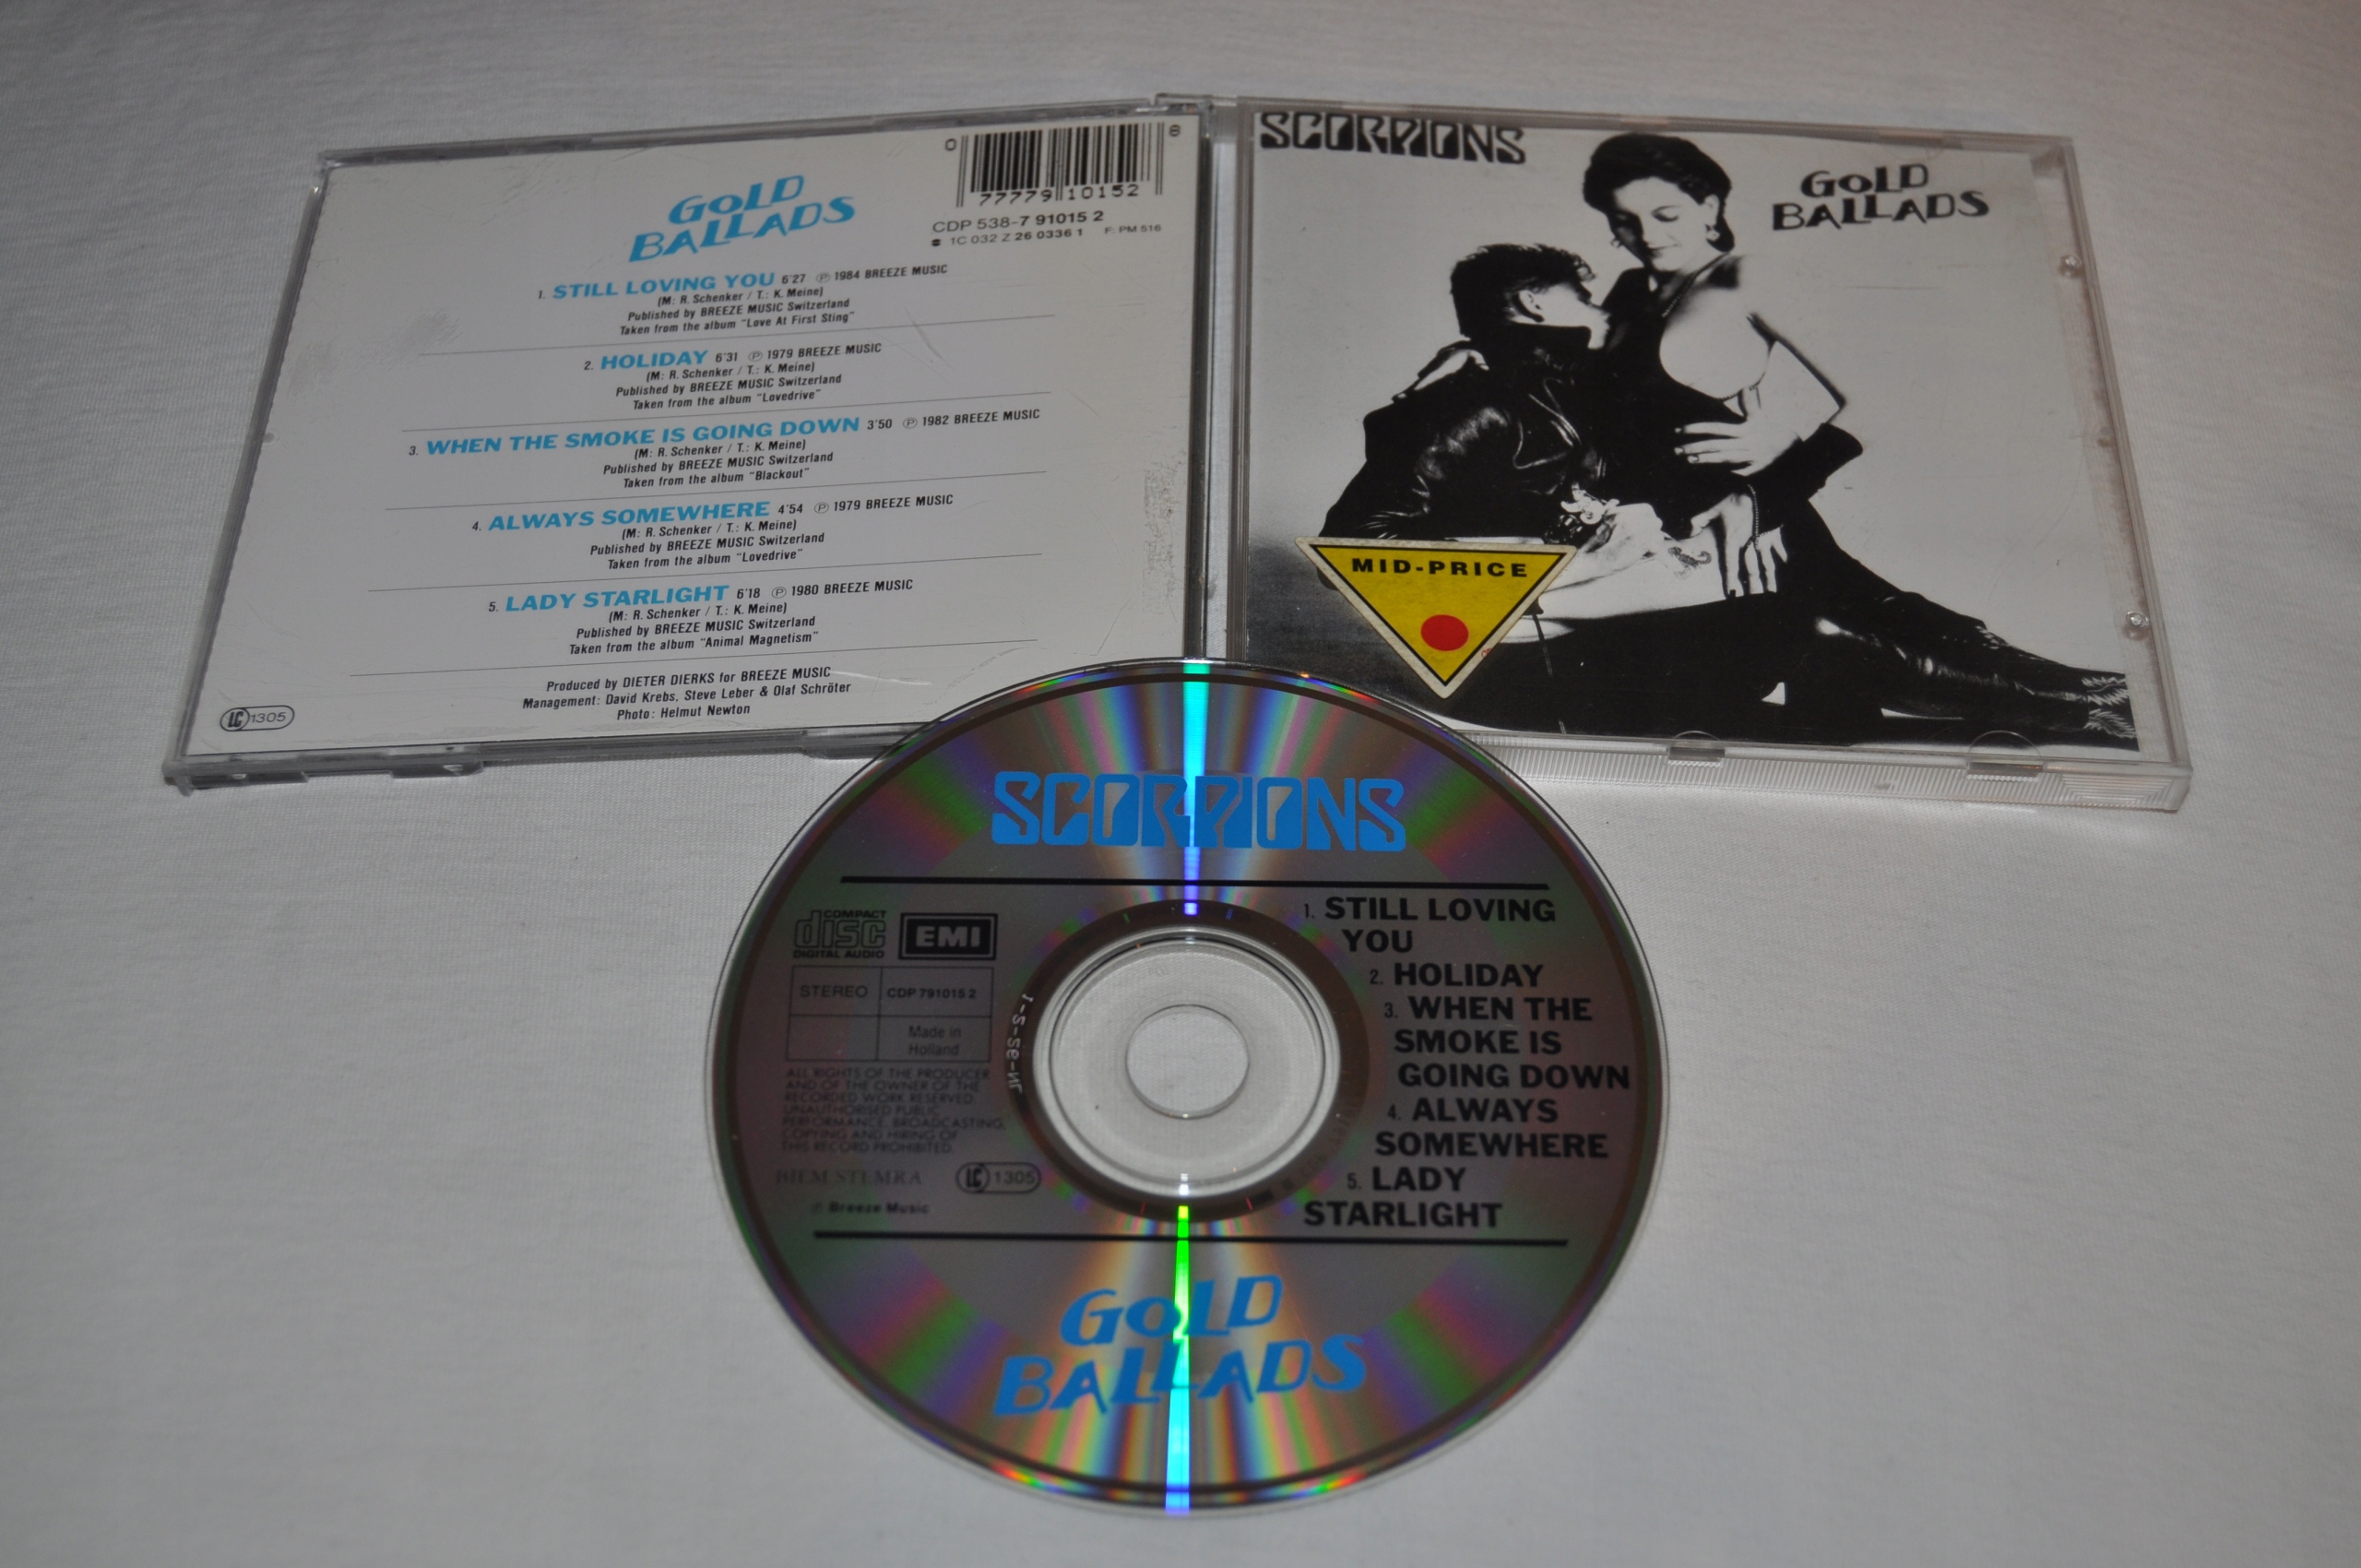 GOLD
BALLADS
0
8
77779 10152
CDP 538-7 91015 2
1C 032 Z 26 0336 1 F: PM 516
1. STILL LOVING YOU 6'27 ℗ 1984 BREEZE MUSIC
(M: R. Schenker / T.: K. Meine)
Published by BREEZE MUSIC Switzerland
Taken from the album "Love At First Sting"
2. HOLIDAY 6'31 ℗ 1979 BREEZE MUSIC
(M: R. Schenker / T.: K. Meine)
Published by BREEZE MUSIC Switzerland
Taken from the album "Lovedrive"
3. WHEN THE SMOKE IS GOING DOWN 3'50 ℗ 1982 BREEZE MUSIC
(M: R. Schenker / T.: K. Meine)
Published by BREEZE MUSIC Switzerland
Taken from the album "Blackout"
4. ALWAYS SOMEWHERE 4'54 ℗ 1979 BREEZE MUSIC
(M: R. Schenker / T.: K. Meine)
Published by BREEZE MUSIC Switzerland
Taken from the album "Lovedrive"
5. LADY STARLIGHT 6'18 ℗ 1980 BREEZE MUSIC
(M: R. Schenker / T.: K. Meine)
Published by BREEZE MUSIC Switzerland
Taken from the album "Animal Magnetism"
Produced by DIETER DIERKS for BREEZE MUSIC
Management: David Krebs, Steve Leber & Olaf Schröter
Photo: Helmut Newton
LC 1305
SCORPIONS
GOLD
BALLADS
MID-PRICE
SCORPIONS
COMPACT
disc
DIGITAL AUDIO
EMI
STEREO
CDP 791015 2
Made in
Holland
ALL RIGHTS OF THE PRODUCER
AND OF THE OWNER OF THE
RECORDED WORK RESERVED.
UNAUTHORISED PUBLIC
PERFORMANCE, BROADCASTING,
COPYING AND HIRING OF
THIS RECORD PROHIBITED.
BIEM/STEMRA
LC 1305
℗ Breeze Music
1. STILL LOVING
YOU
2. HOLIDAY
3. WHEN THE
SMOKE IS
GOING DOWN
4. ALWAYS
SOMEWHERE
5. LADY
STARLIGHT
GOLD
BALLADS